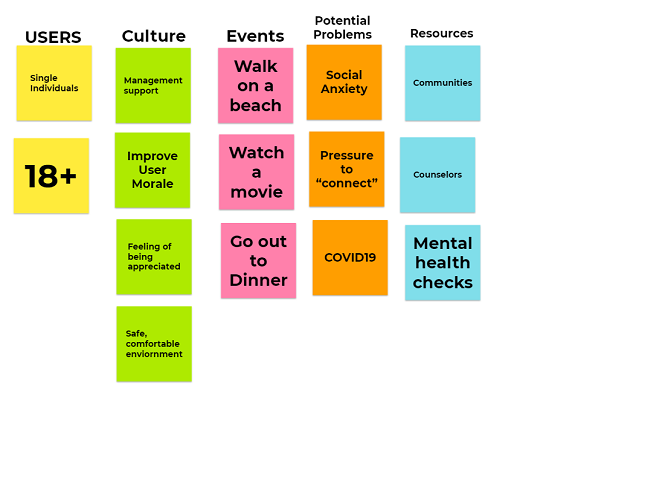 USERS
Single
Individuals
18+
Culture
Management
support
Improve
User
Morale
Feeling of
being
appreciated
Safe,
comfortable
enviornment
Events
Walk
on a
beach
Watch
a
movie
Go out
to
Dinner
Potential
Problems
Social
Anxiety
Pressure
to
“connect”
COVID19
Resources
Communities
Counselors
Mental
health
checks